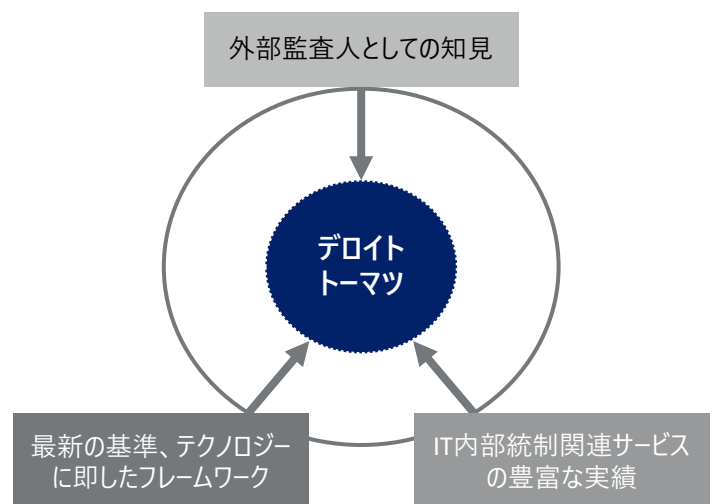 外部監査人としての知見
デロイト
トーマツ
最新の基準、テクノロジー
に即したフレームワーク
IT内部統制関連サービス
の豊富な実績